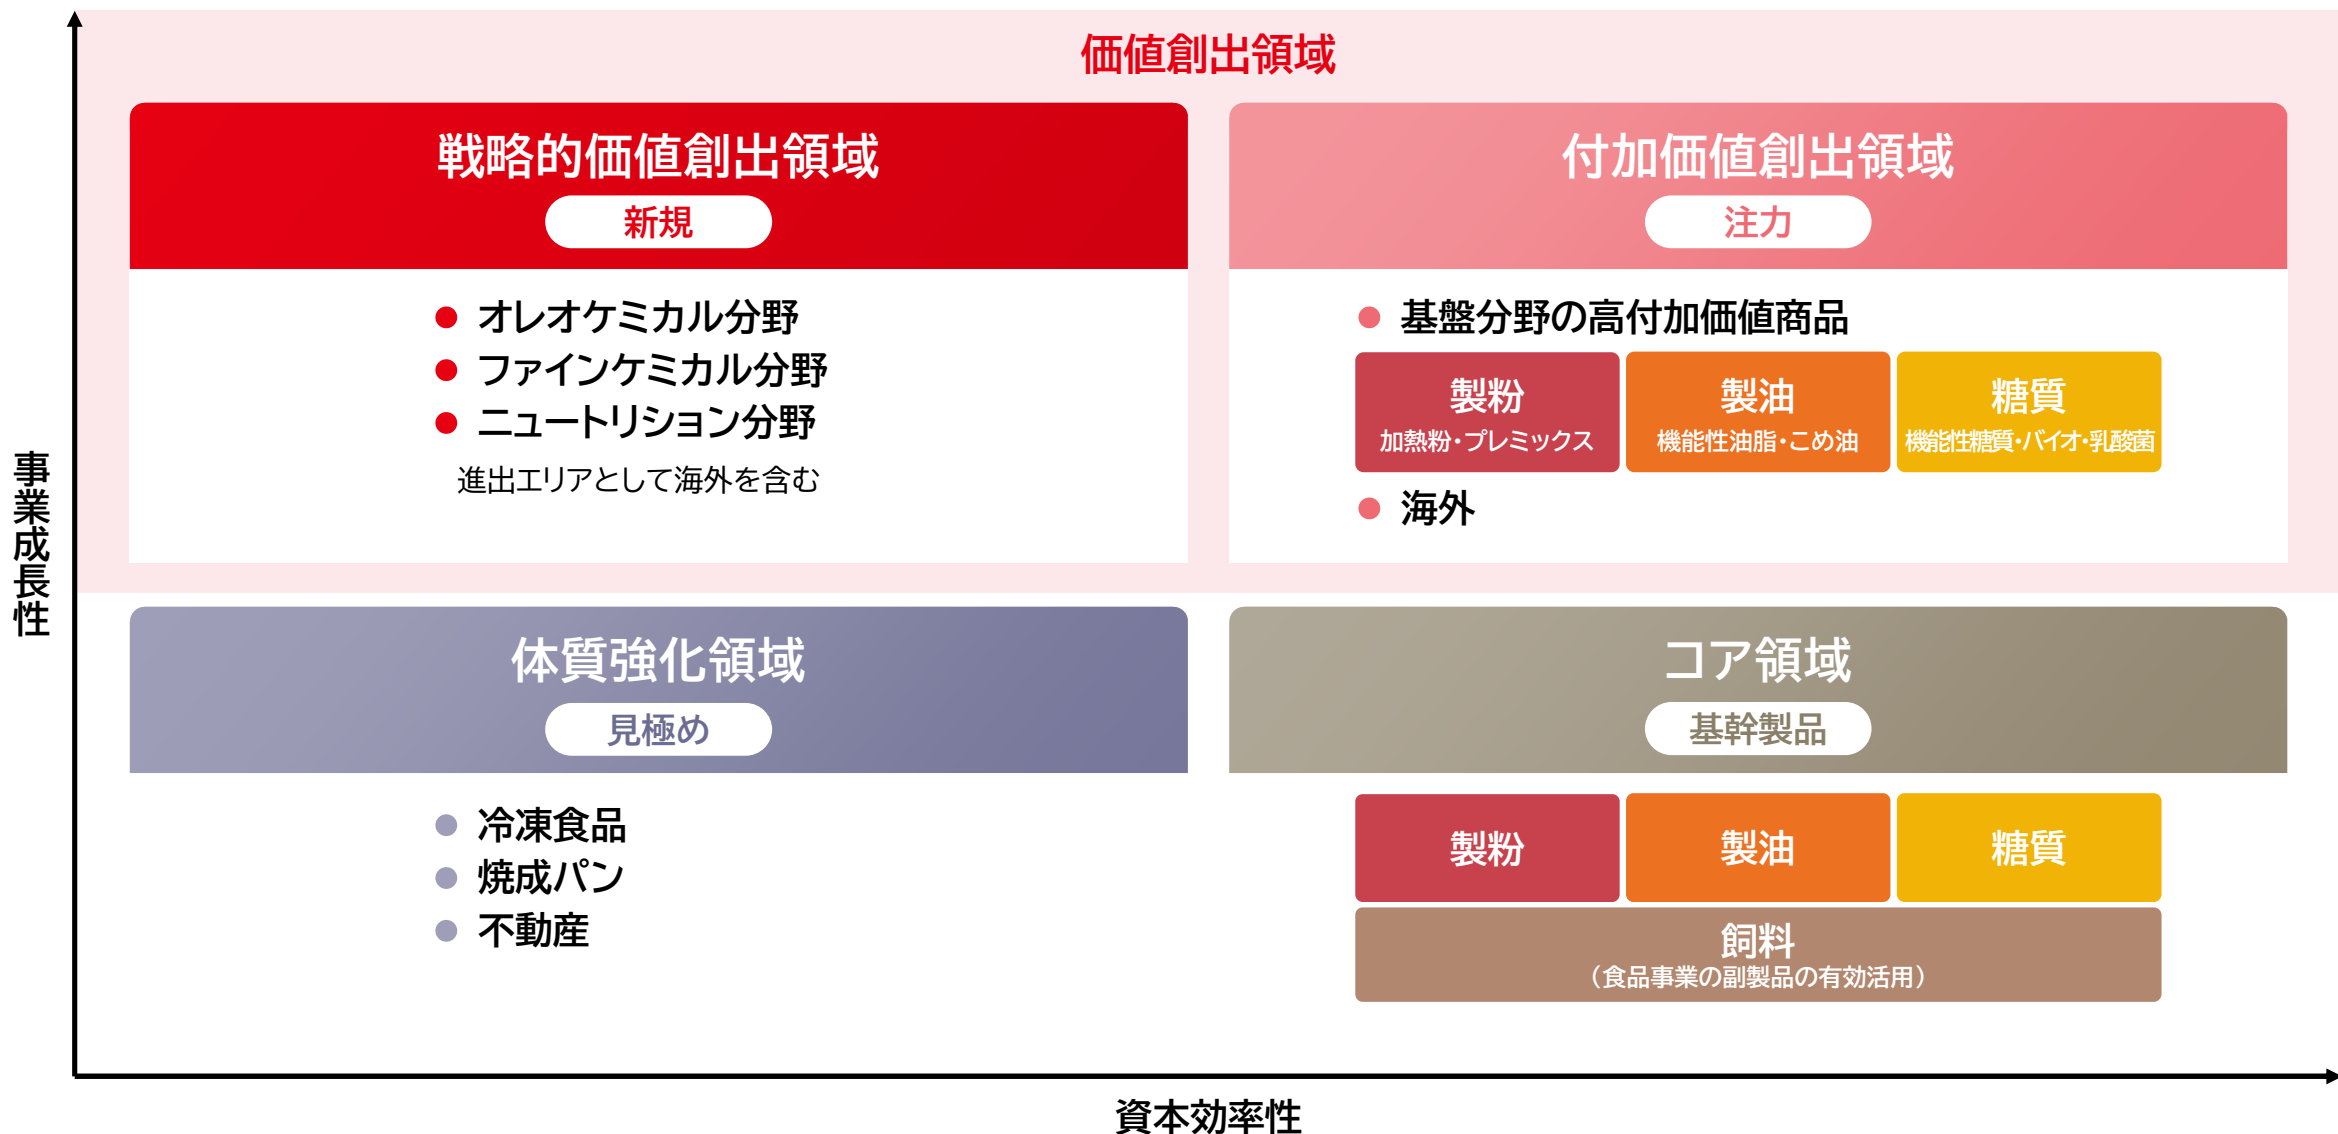 価値創出領域
戦略的価値創出領域
新規
オレオケミカル分野
ファインケミカル分野
ニュートリション分野
進出エリアとして海外を含む
付加価値創出領域
注力
基盤分野の高付加価値商品
製粉
加熱粉・プレミックス
製油
機能性油脂・こめ油
糖質
機能性糖質・バイオ・乳酸菌
海外
事業成長性
体質強化領域
見極め
冷凍食品
焼成パン
不動産
コア領域
基幹製品
製粉
製油
糖質
飼料
（食品事業の副製品の有効活用）
資本効率性